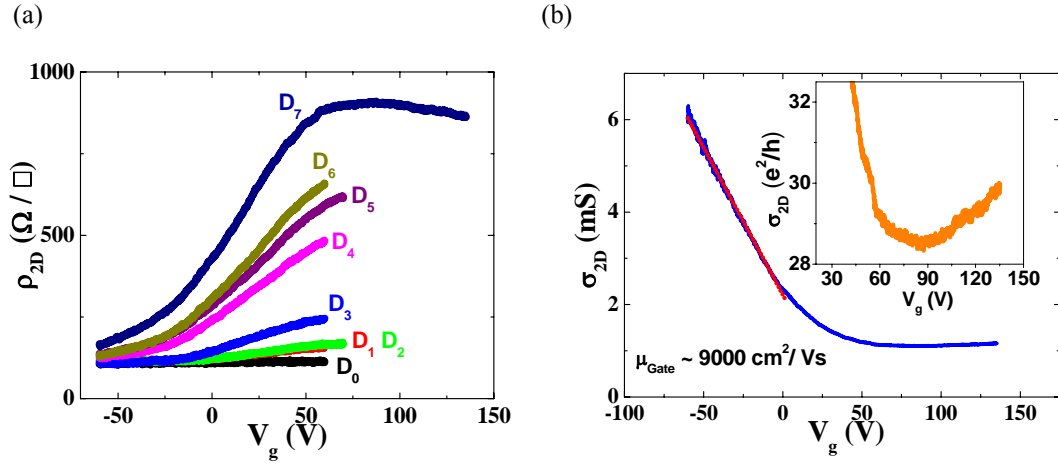 (a)
(b)
1000
500
0
-50 0 50 100 150
ρ2D (Ω / □)
Vg (V)
D7
D6
D5
D4
D3
D1 D2
D0
6
4
2
0
-100 -50 0 50 100 150
σ2D (mS)
Vg (V)
μGate ~ 9000 cm²/ Vs
32
30
28
30 60 90 120 150
σ2D (e²/h)
Vg (V)